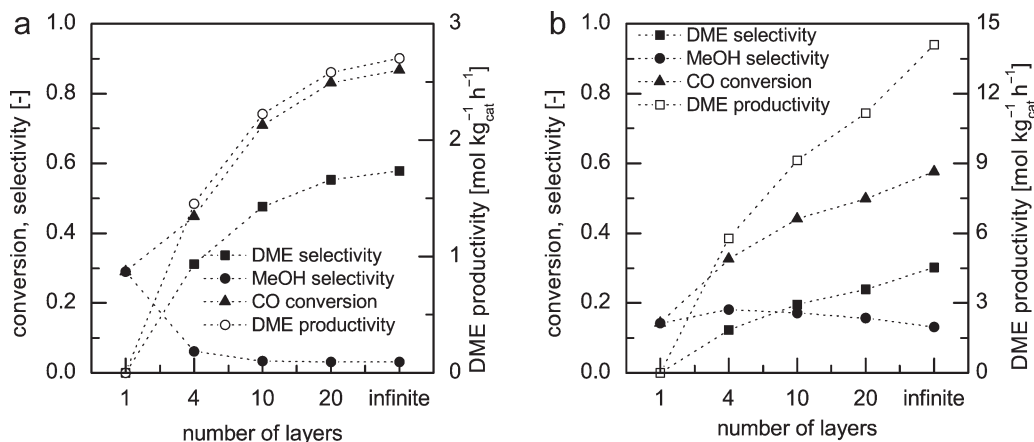 a
conversion, selectivity [-]
1.0
0.8
0.6
0.4
0.2
0.0
1 4 10 20 infinite
number of layers
3
2
1
0
DME productivity [mol kg⁻¹cat h⁻¹]
DME selectivity
MeOH selectivity
CO conversion
DME productivity
b
conversion, selectivity [-]
1.0
0.8
0.6
0.4
0.2
0.0
1 4 10 20 infinite
number of layers
15
12
9
6
3
0
DME productivity [mol kg⁻¹cat h⁻¹]
DME selectivity
MeOH selectivity
CO conversion
DME productivity